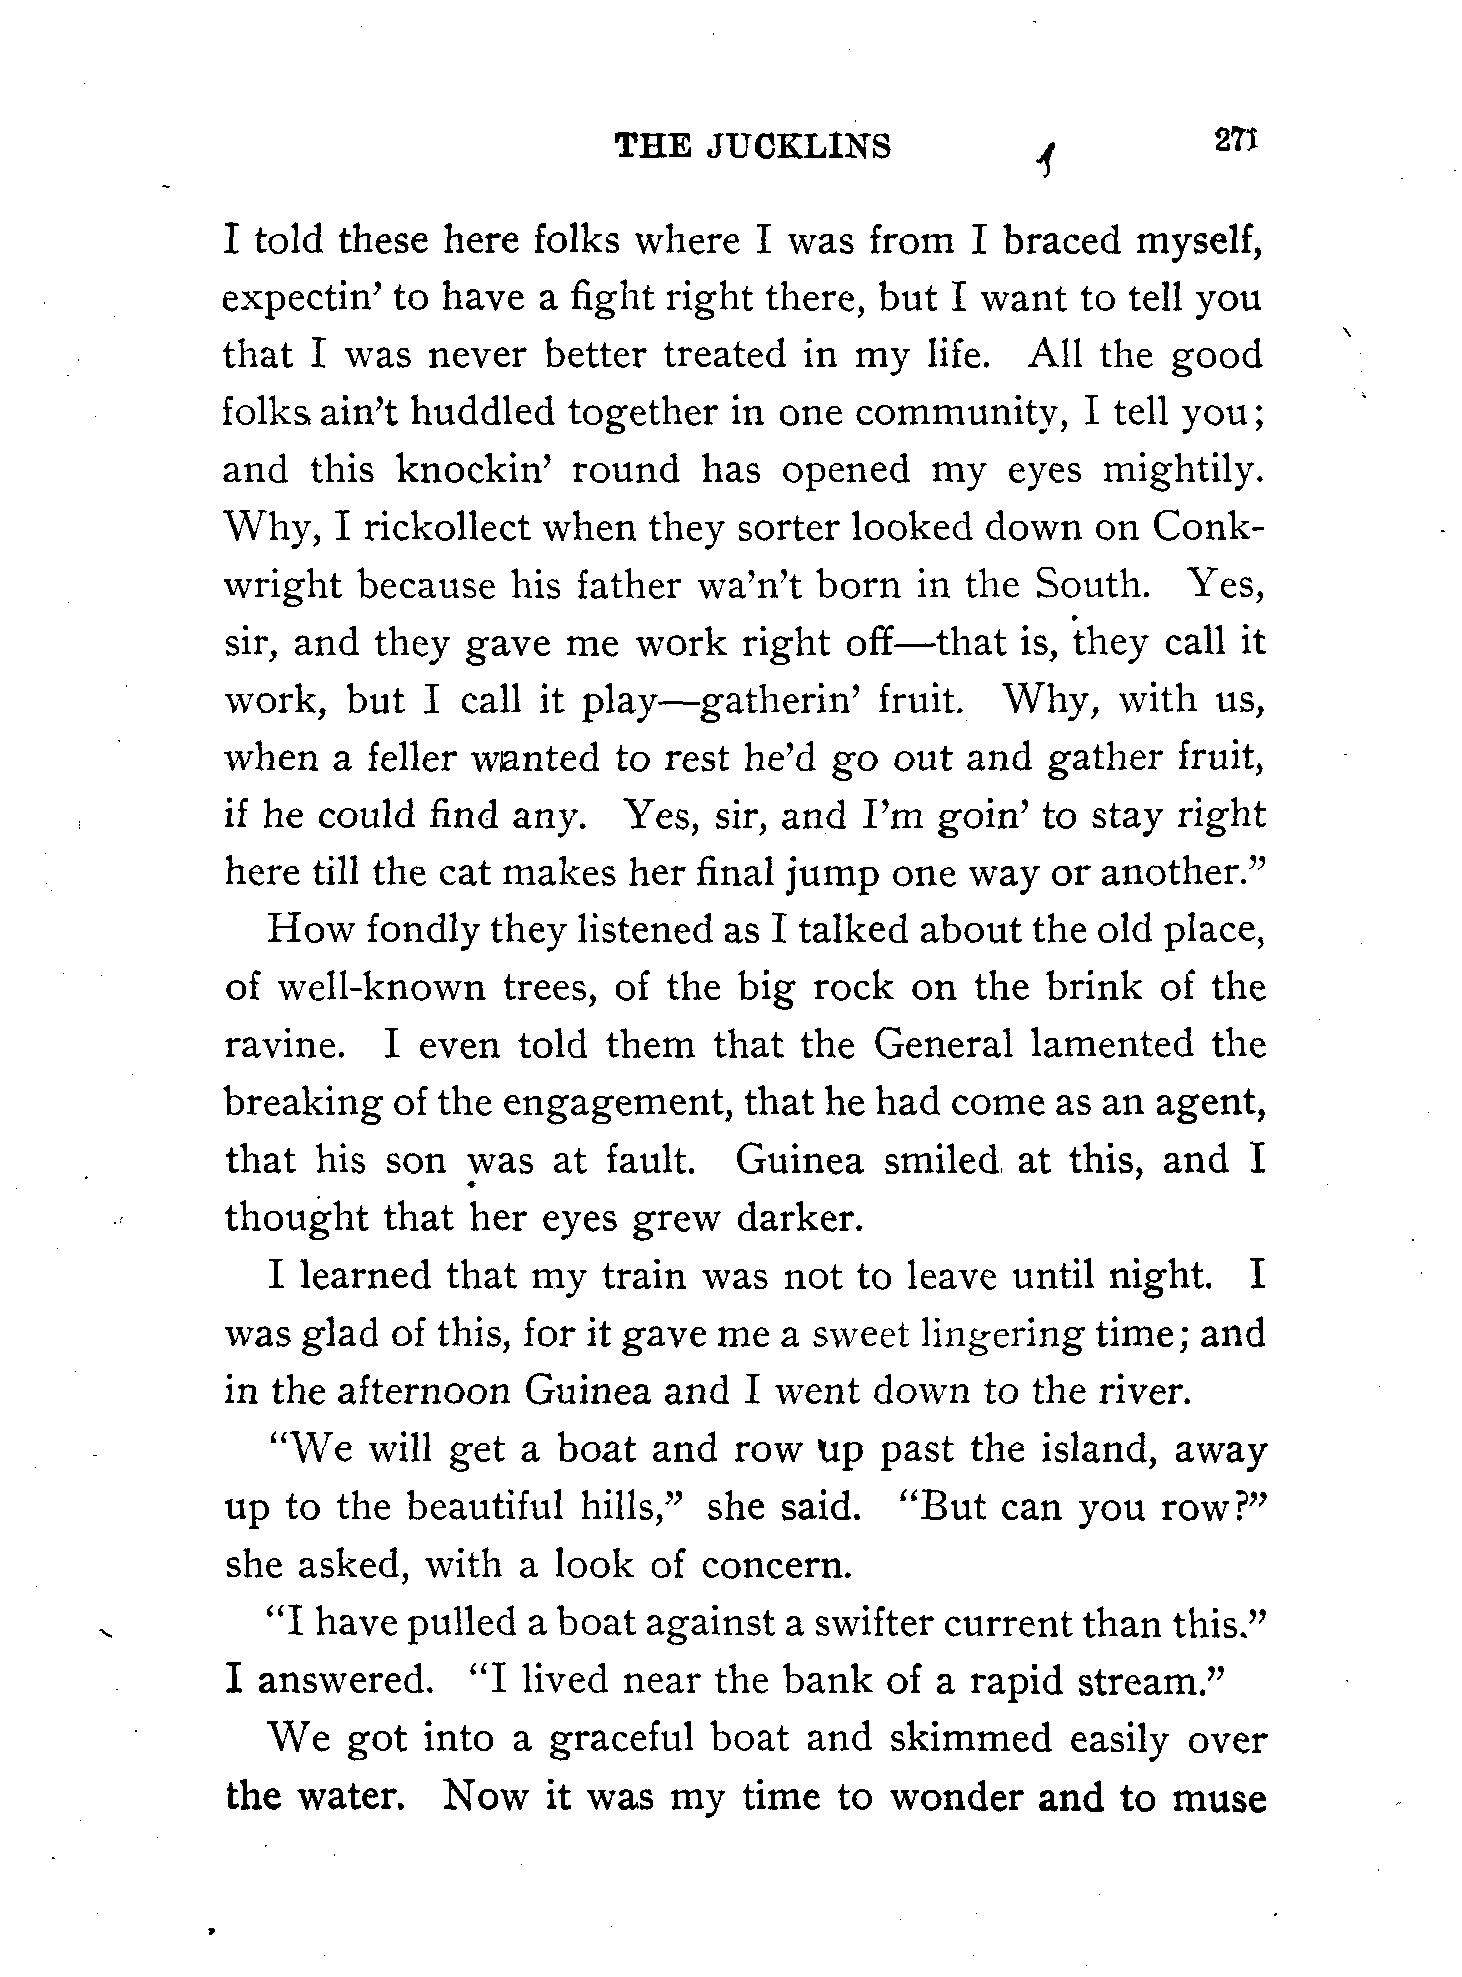 THE JUCKLINS 271
I told these here folks where I was from I braced myself,
expectin' to have a fight right there, but I want to tell you
that I was never better treated in my life. All the good
folks ain't huddled together in one community, I tell you;
and this knockin' round has opened my eyes mightily.
Why, I rickollect when they sorter looked down on Conk-
wright because his father wa'n't born in the South. Yes,
sir, and they gave me work right off—that is, they call it
work, but I call it play—gatherin' fruit. Why, with us,
when a feller wanted to rest he'd go out and gather fruit,
if he could find any. Yes, sir, and I'm goin' to stay right
here till the cat makes her final jump one way or another."
How fondly they listened as I talked about the old place,
of well-known trees, of the big rock on the brink of the
ravine. I even told them that the General lamented the
breaking of the engagement, that he had come as an agent,
that his son was at fault. Guinea smiled at this, and I
thought that her eyes grew darker.
I learned that my train was not to leave until night. I
was glad of this, for it gave me a sweet lingering time; and
in the afternoon Guinea and I went down to the river.
"We will get a boat and row up past the island, away
up to the beautiful hills," she said. "But can you row?"
she asked, with a look of concern.
"I have pulled a boat against a swifter current than this."
I answered. "I lived near the bank of a rapid stream."
We got into a graceful boat and skimmed easily over
the water. Now it was my time to wonder and to muse